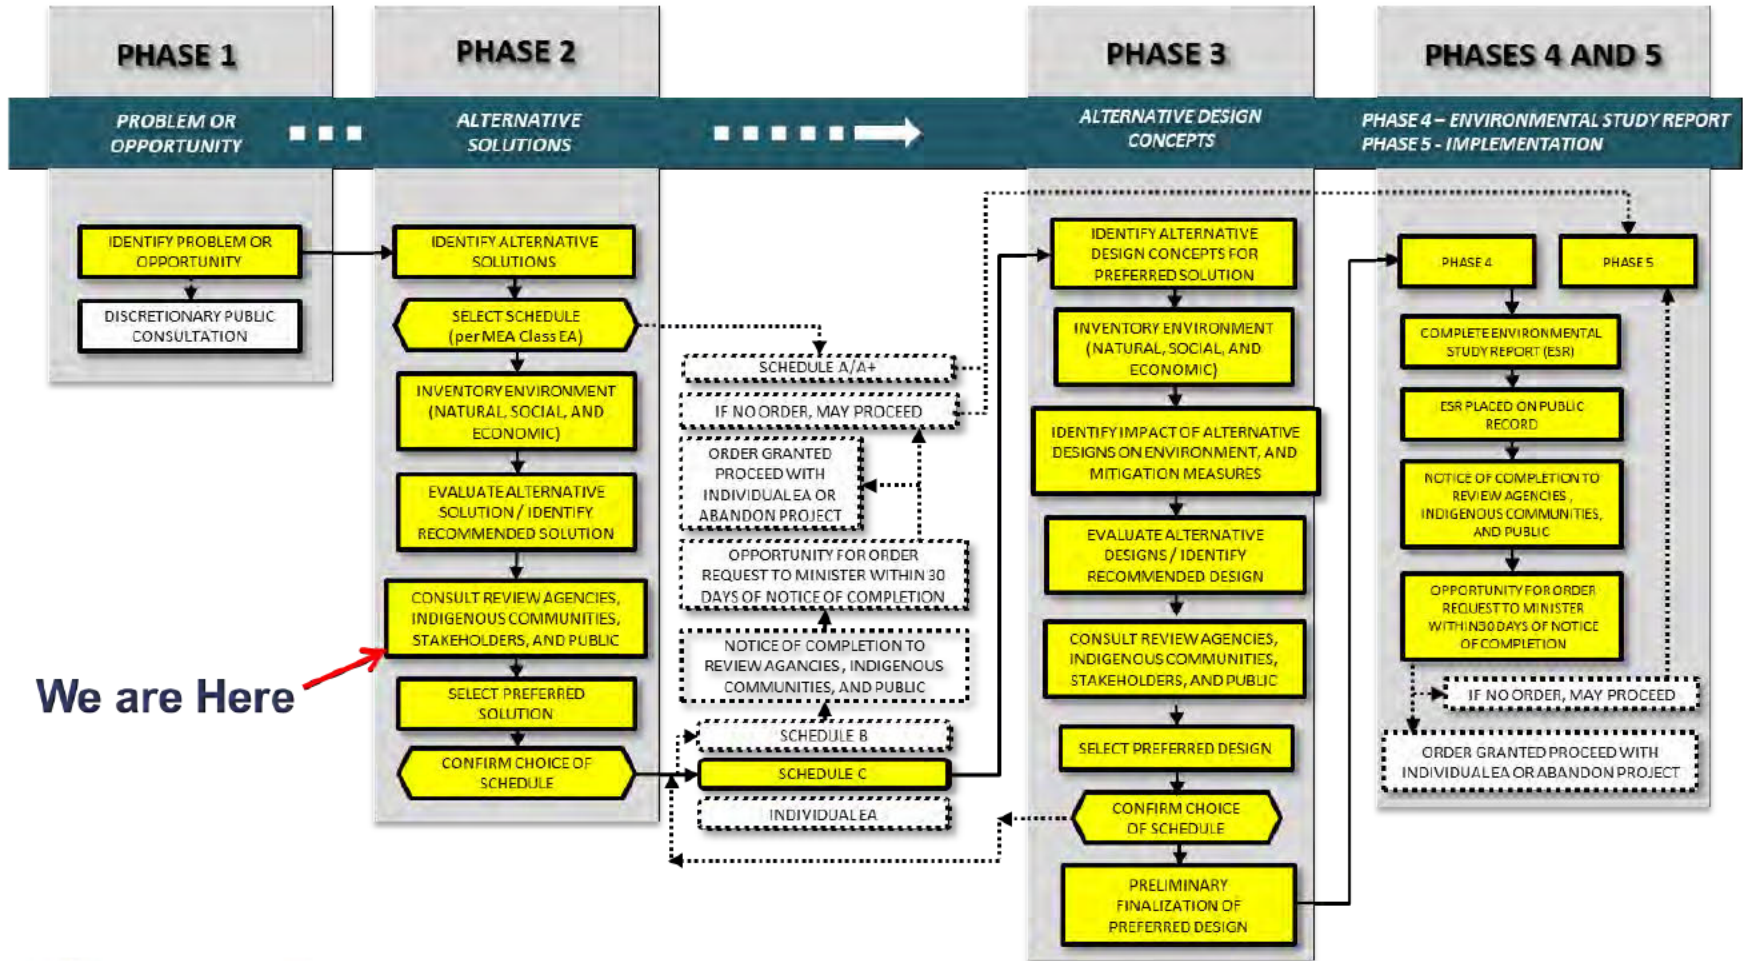 PHASE 1
PROBLEM OR
OPPORTUNITY
IDENTIFY PROBLEM OR
OPPORTUNITY
DISCRETIONARY PUBLIC
CONSULTATION
PHASE 2
ALTERNATIVE
SOLUTIONS
IDENTIFY ALTERNATIVE
SOLUTIONS
SELECT SCHEDULE
(per MEA Class EA)
INVENTORY ENVIRONMENT
(NATURAL, SOCIAL, AND
ECONOMIC)
EVALUATE ALTERNATIVE
SOLUTION / IDENTIFY
RECOMMENDED SOLUTION
CONSULT REVIEW AGENCIES,
INDIGENOUS COMMUNITIES,
STAKEHOLDERS, AND PUBLIC
We are Here
SELECT PREFERRED
SOLUTION
CONFIRM CHOICE OF
SCHEDULE
SCHEDULE A/A+
IF NO ORDER, MAY PROCEED
ORDER GRANTED
PROCEED WITH
INDIVIDUAL EA OR
ABANDON PROJECT
OPPORTUNITY FOR ORDER
REQUEST TO MINISTER WITHIN 30
DAYS OF NOTICE OF COMPLETION
NOTICE OF COMPLETION TO
REVIEW AGANCIES, INDIGENOUS
COMMUNITIES, AND PUBLIC
SCHEDULE B
SCHEDULE C
INDIVIDUAL EA
PHASE 3
ALTERNATIVE DESIGN
CONCEPTS
IDENTIFY ALTERNATIVE
DESIGN CONCEPTS FOR
PREFERRED SOLUTION
INVENTORY ENVIRONMENT
(NATURAL, SOCIAL, AND
ECONOMIC)
IDENTIFY IMPACT OF ALTERNATIVE
DESIGNS ON ENVIRONMENT, AND
MITIGATION MEASURES
EVALUATE ALTERNATIVE
DESIGNS / IDENTIFY
RECOMMENDED DESIGN
CONSULT REVIEW AGENCIES,
INDIGENOUS COMMUNITIES,
STAKEHOLDERS, AND PUBLIC
SELECT PREFERRED DESIGN
CONFIRM CHOICE
OF SCHEDULE
PRELIMINARY
FINALIZATION OF
PREFERRED DESIGN
PHASES 4 AND 5
PHASE 4 – ENVIRONMENTAL STUDY REPORT
PHASE 5 - IMPLEMENTATION
PHASE 4
PHASE 5
COMPLETE ENVIRONMENTAL
STUDY REPORT (ESR)
ESR PLACED ON PUBLIC
RECORD
NOTICE OF COMPLETION TO
REVIEW AGENCIES ,
INDIGENOUS COMMUNITIES,
AND PUBLIC
OPPORTUNITY FOR ORDER
REQUEST TO MINISTER
WITHIN 30 DAYS OF NOTICE
OF COMPLETION
IF NO ORDER, MAY PROCEED
ORDER GRANTED PROCEED WITH
INDIVIDUAL EA OR ABANDON PROJECT